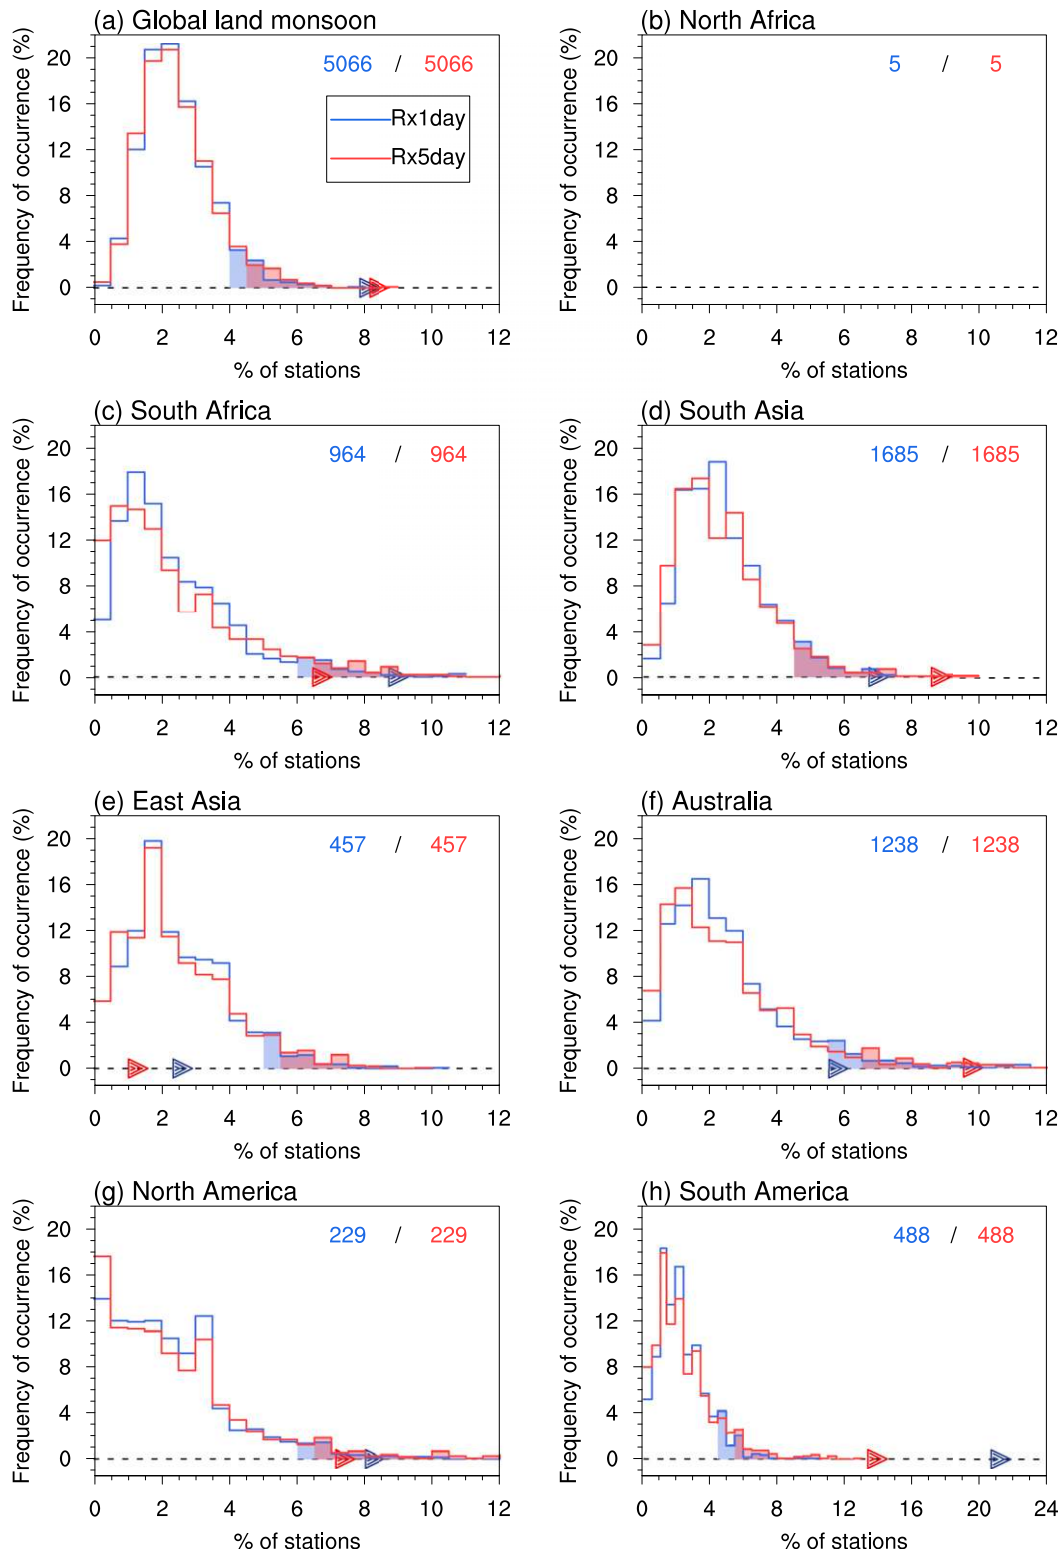 (a) Global land monsoon
Frequency of occurrence (%)
20
16
12
8
4
0
5066 / 5066
Rx1day
Rx5day
0 2 4 6 8 10 12
% of stations
(b) North Africa
Frequency of occurrence (%)
20
16
12
8
4
0
5 / 5
0 2 4 6 8 10 12
% of stations
(c) South Africa
Frequency of occurrence (%)
20
16
12
8
4
0
964 / 964
0 2 4 6 8 10 12
% of stations
(d) South Asia
Frequency of occurrence (%)
20
16
12
8
4
0
1685 / 1685
0 2 4 6 8 10 12
% of stations
(e) East Asia
Frequency of occurrence (%)
20
16
12
8
4
0
457 / 457
0 2 4 6 8 10 12
% of stations
(f) Australia
Frequency of occurrence (%)
20
16
12
8
4
0
1238 / 1238
0 2 4 6 8 10 12
% of stations
(g) North America
Frequency of occurrence (%)
20
16
12
8
4
0
229 / 229
0 2 4 6 8 10 12
% of stations
(h) South America
Frequency of occurrence (%)
20
16
12
8
4
0
488 / 488
0 4 8 12 16 20 24
% of stations